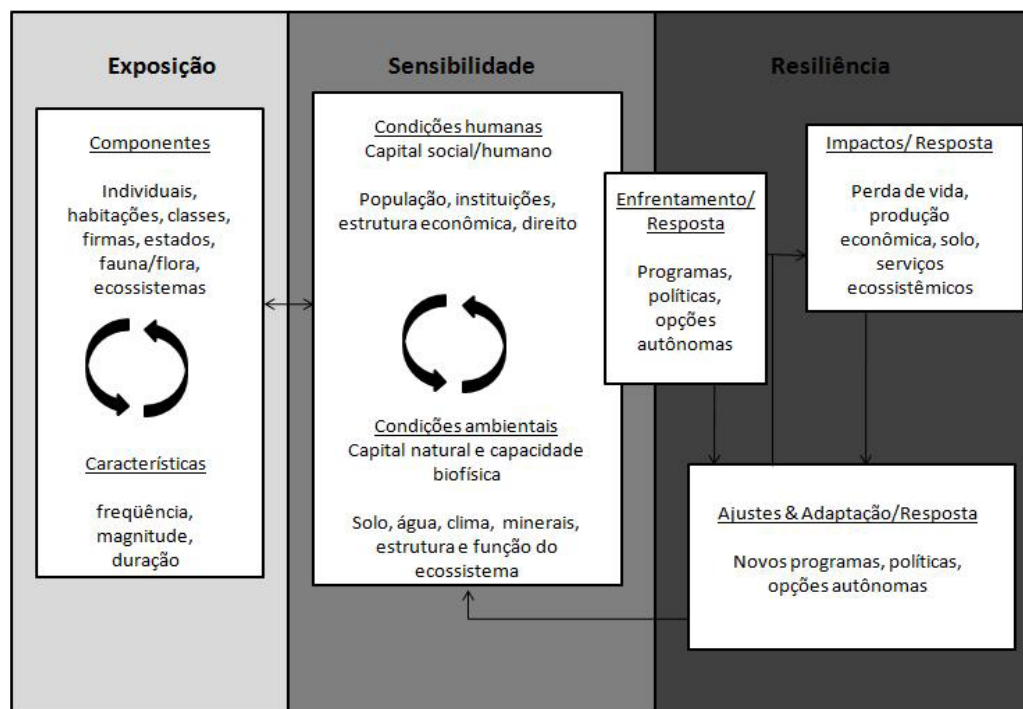 Exposição
Componentes
Individuais,
habitações, classes,
firmas, estados,
fauna/flora,
ecossistemas
Características
freqüência,
magnitude,
duração
Sensibilidade
Condições humanas
Capital social/humano
População, instituições,
estrutura econômica, direito
Condições ambientais
Capital natural e capacidade
biofísica
Solo, água, clima, minerais,
estrutura e função do
ecossistema
Resiliência
Enfrentamento/
Resposta
Programas,
políticas,
opções
autônomas
Impactos/ Resposta
Perda de vida,
produção
econômica, solo,
serviços
ecossistêmicos
Ajustes & Adaptação/Resposta
Novos programas, políticas,
opções autônomas